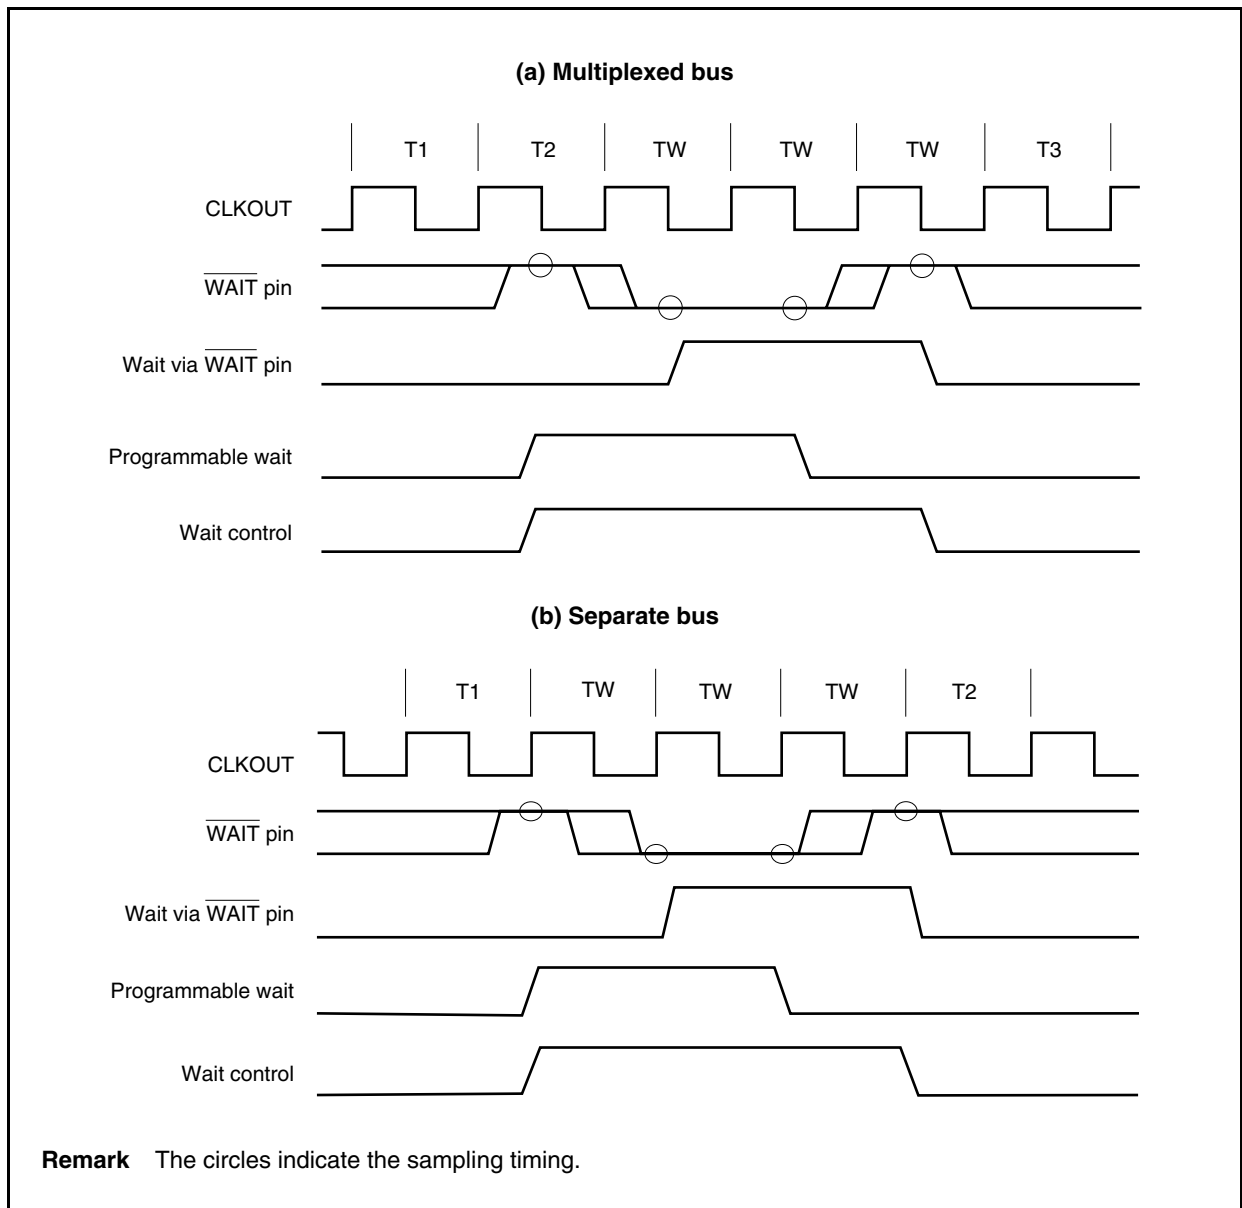 (a) Multiplexed bus
T1 T2 TW TW TW T3
CLKOUT
WAIT pin
Wait via WAIT pin
Programmable wait
Wait control
(b) Separate bus
T1 TW TW TW T2
CLKOUT
WAIT pin
Wait via WAIT pin
Programmable wait
Wait control
Remark The circles indicate the sampling timing.